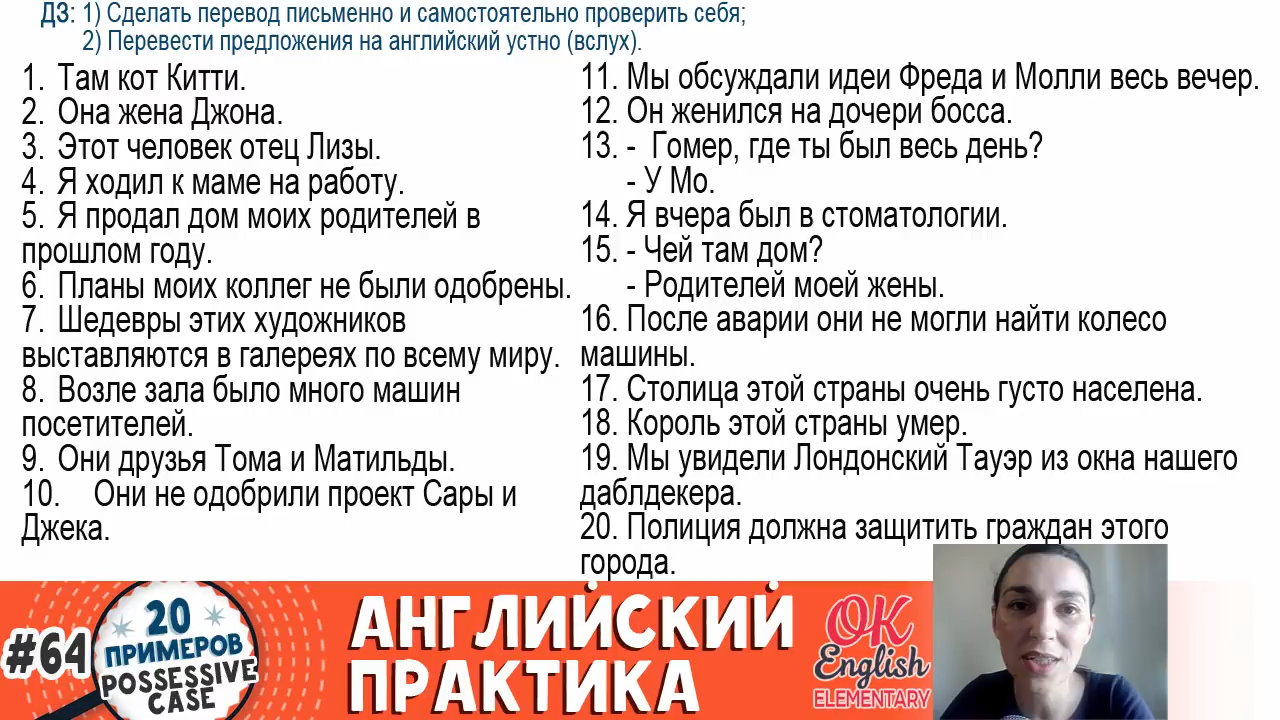 ДЗ: 1) Сделать перевод письменно и самостоятельно проверить себя;
2) Перевести предложения на английский устно (вслух).
1. Там кот Китти.
2. Она жена Джона.
3. Этот человек отец Лизы.
4. Я ходил к маме на работу.
5. Я продал дом моих родителей в
прошлом году.
6. Планы моих коллег не были одобрены.
7. Шедевры этих художников
выставляются в галереях по всему миру.
8. Возле зала было много машин
посетителей.
9. Они друзья Тома и Матильды.
10. Они не одобрили проект Сары и
Джека.
11. Мы обсуждали идеи Фреда и Молли весь вечер.
12. Он женился на дочери босса.
13. - Гомер, где ты был весь день?
- У Мо.
14. Я вчера был в стоматологии.
15. - Чей там дом?
- Родителей моей жены.
16. После аварии они не могли найти колесо
машины.
17. Столица этой страны очень густо населена.
18. Король этой страны умер.
19. Мы увидели Лондонский Тауэр из окна нашего
даблдекера.
20. Полиция должна защитить граждан этого
города.
#64
20
ПРИМЕРОВ
POSSESSIVE
CASE
АНГЛИЙСКИЙ
ПРАКТИКА
OK
English
ELEMENTARY